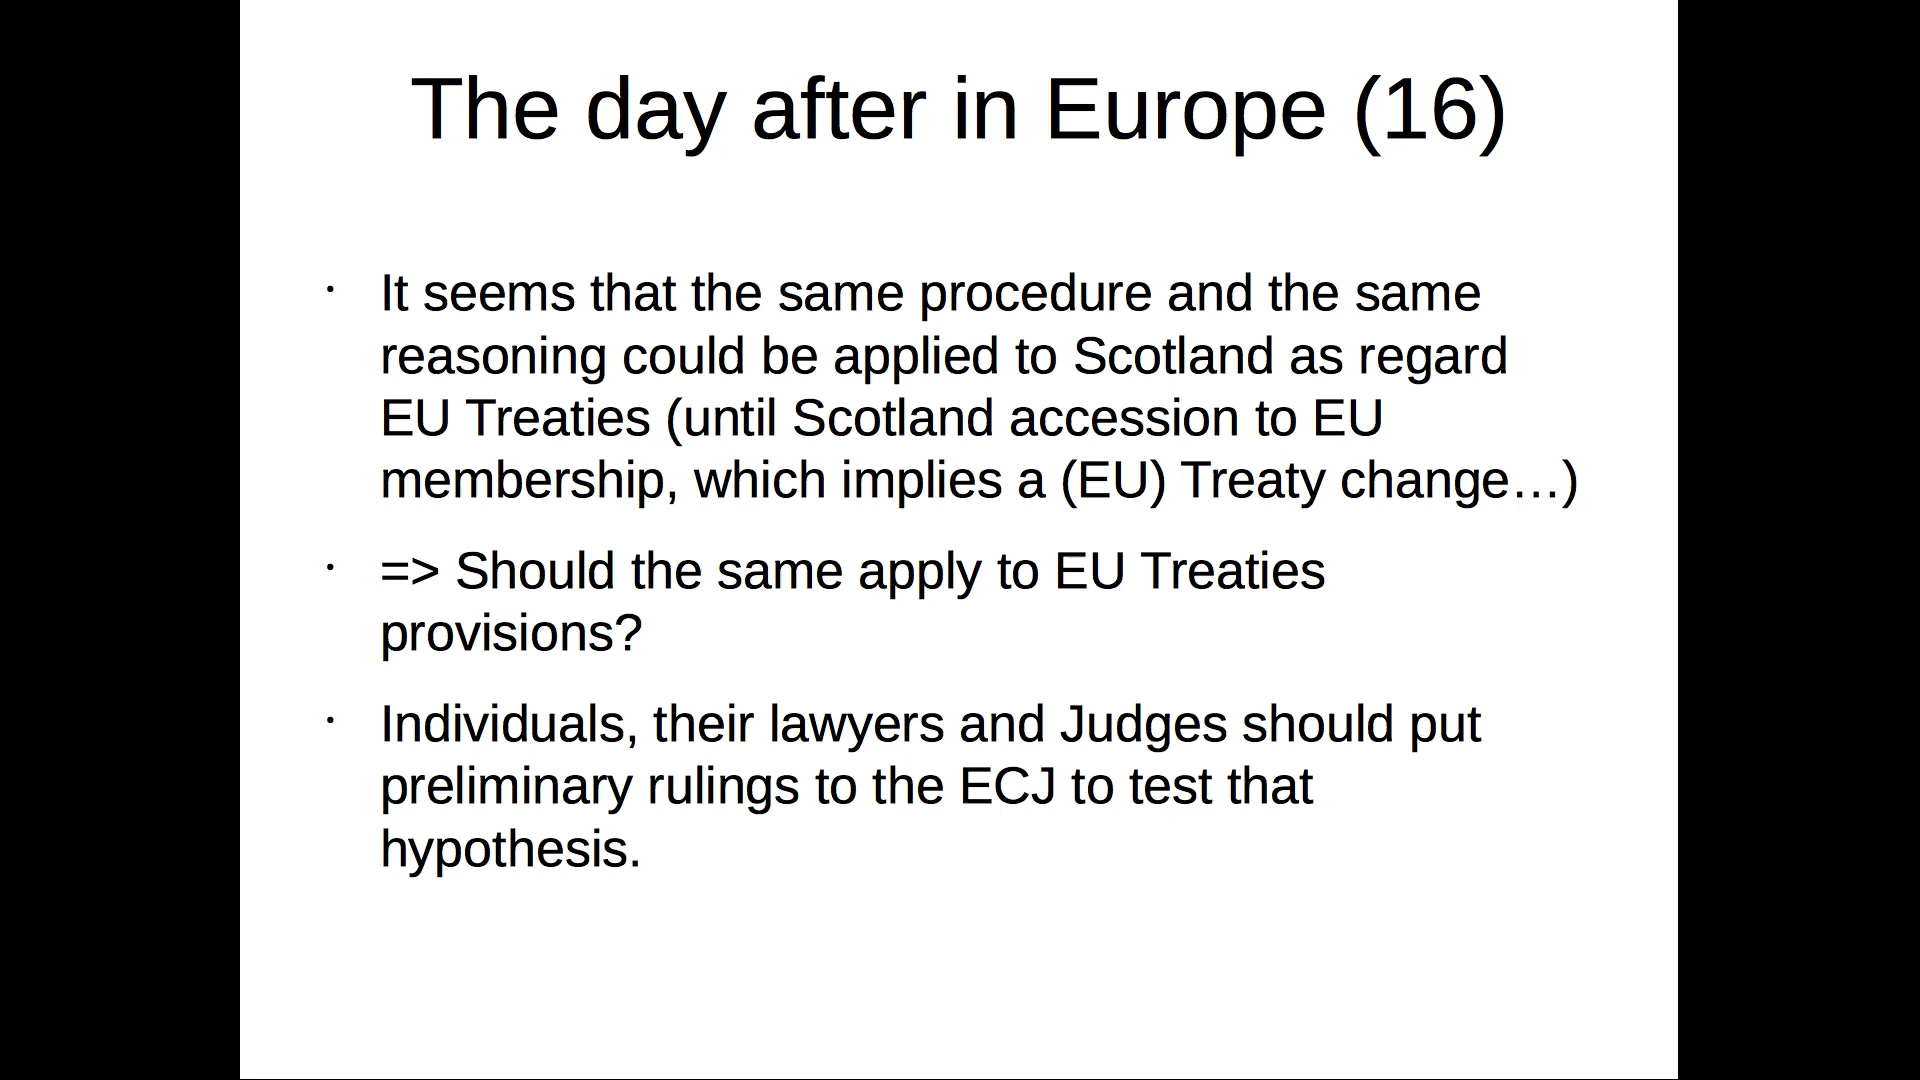 The day after in Europe (16)
· It seems that the same procedure and the same
reasoning could be applied to Scotland as regard
EU Treaties (until Scotland accession to EU
membership, which implies a (EU) Treaty change…)
· => Should the same apply to EU Treaties
provisions?
· Individuals, their lawyers and Judges should put
preliminary rulings to the ECJ to test that
hypothesis.